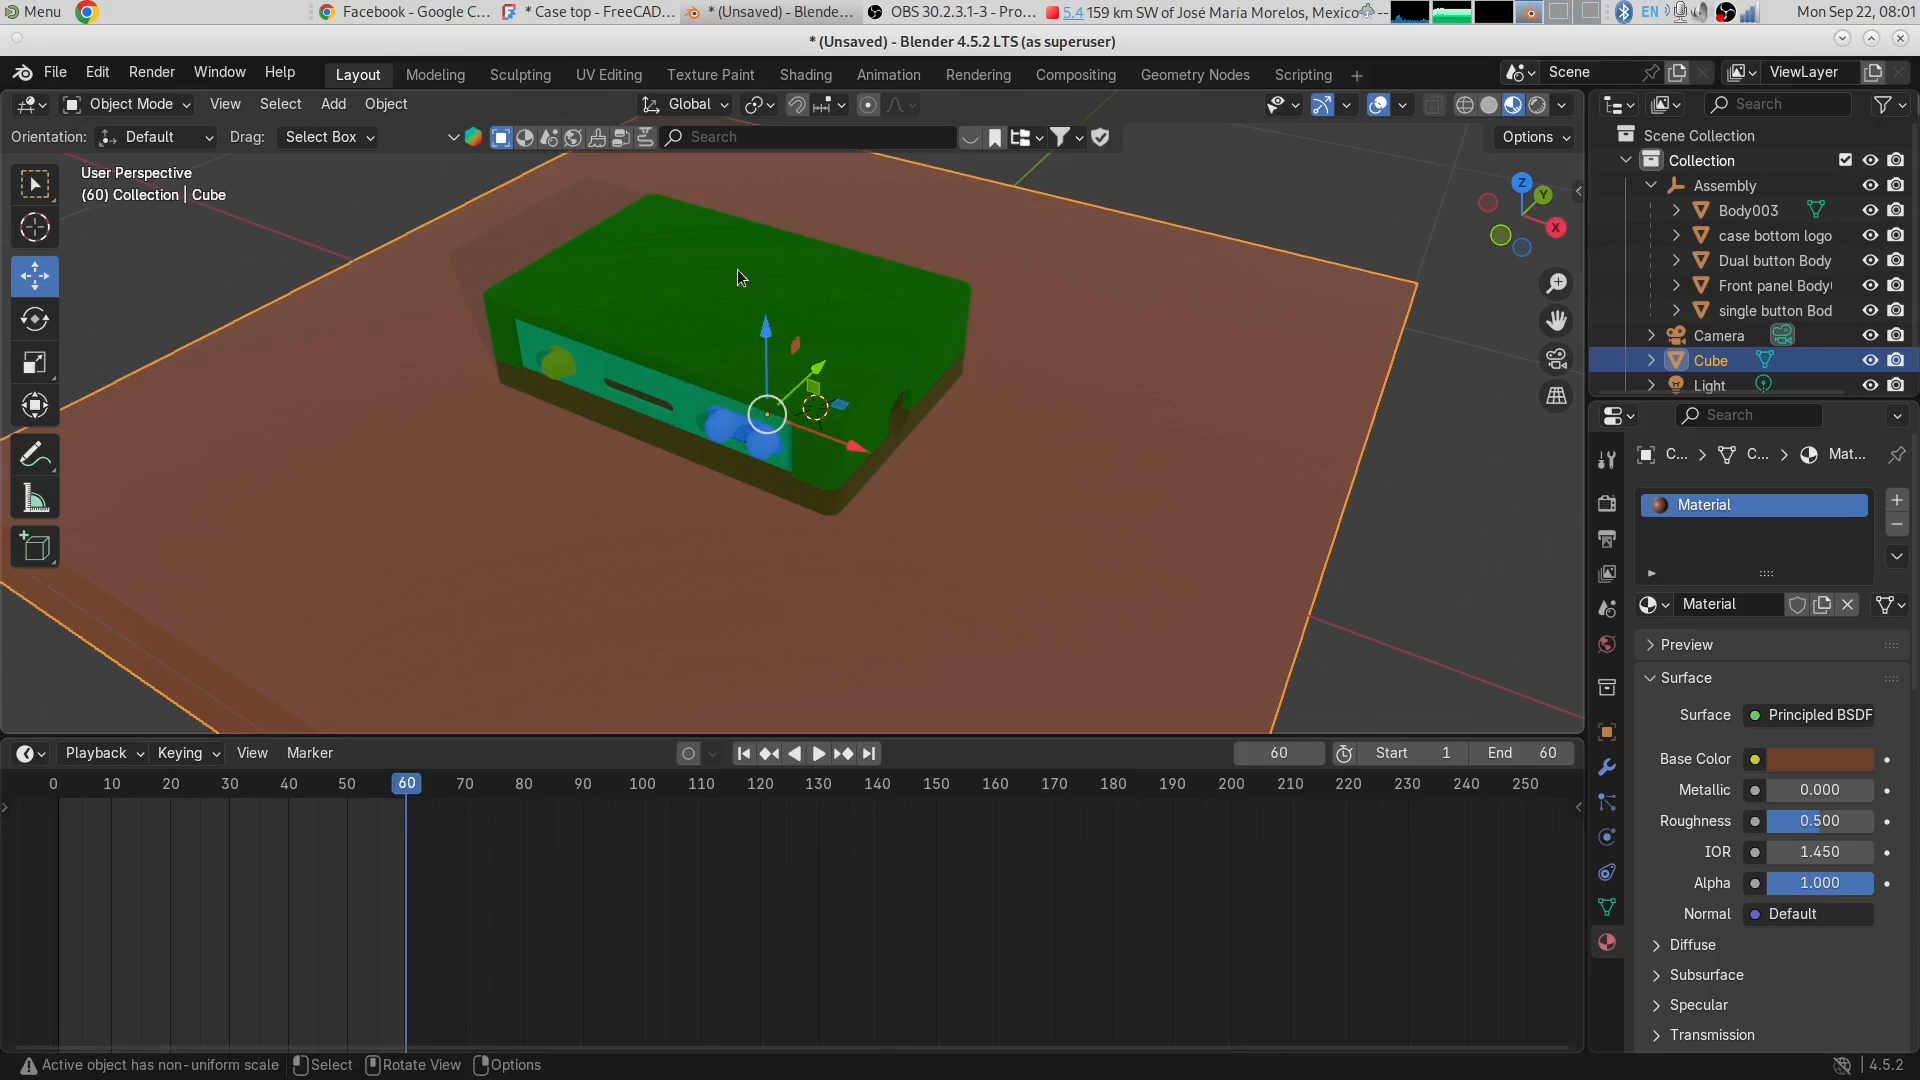 Menu
Facebook - Google C...
* Case top - FreeCAD...
* (Unsaved) - Blende...
OBS 30.2.3.1-3 - Pro...
5.4 159 km SW of José María Morelos, Mexico
--
EN
Mon Sep 22, 08:01
* (Unsaved) - Blender 4.5.2 LTS (as superuser)
File Edit Render Window Help
Layout Modeling Sculpting UV Editing Texture Paint Shading Animation Rendering Compositing Geometry Nodes Scripting +
Scene
ViewLayer
Object Mode View Select Add Object
Global
Search
Orientation: Default Drag: Select Box
Search
Options
User Perspective
(60) Collection | Cube
Z
Y
X
Scene Collection
Collection
Assembly
Body003
case bottom logo
Dual button Body
Front panel Body(
single button Bod
Camera
Cube
Light
Search
C... > C... > Mat...
Material
Material
Preview
Surface
Surface Principled BSDF
Base Color
Metallic 0.000
Roughness 0.500
IOR 1.450
Alpha 1.000
Normal Default
Diffuse
Subsurface
Specular
Transmission
Playback Keying View Marker
60
Start 1
End 60
0 10 20 30 40 50 60 70 80 90 100 110 120 130 140 150 160 170 180 190 200 210 220 230 240 250
Active object has non-uniform scale
Select
Rotate View
Options
4.5.2